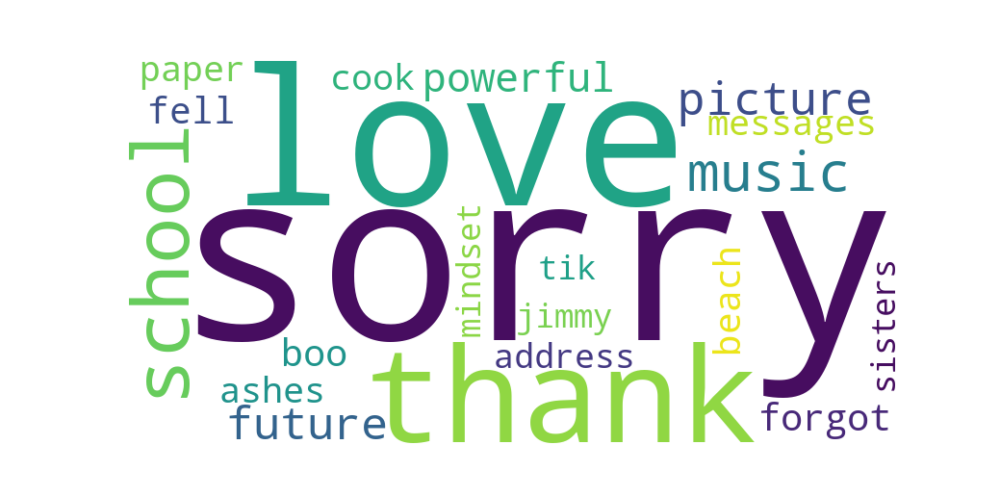 paper
love
cook
powerful
picture
fell
messages
school
music
sorry
mindset
tik
beach
sisters
jimmy
boo
address
thank
ashes
future
forgot